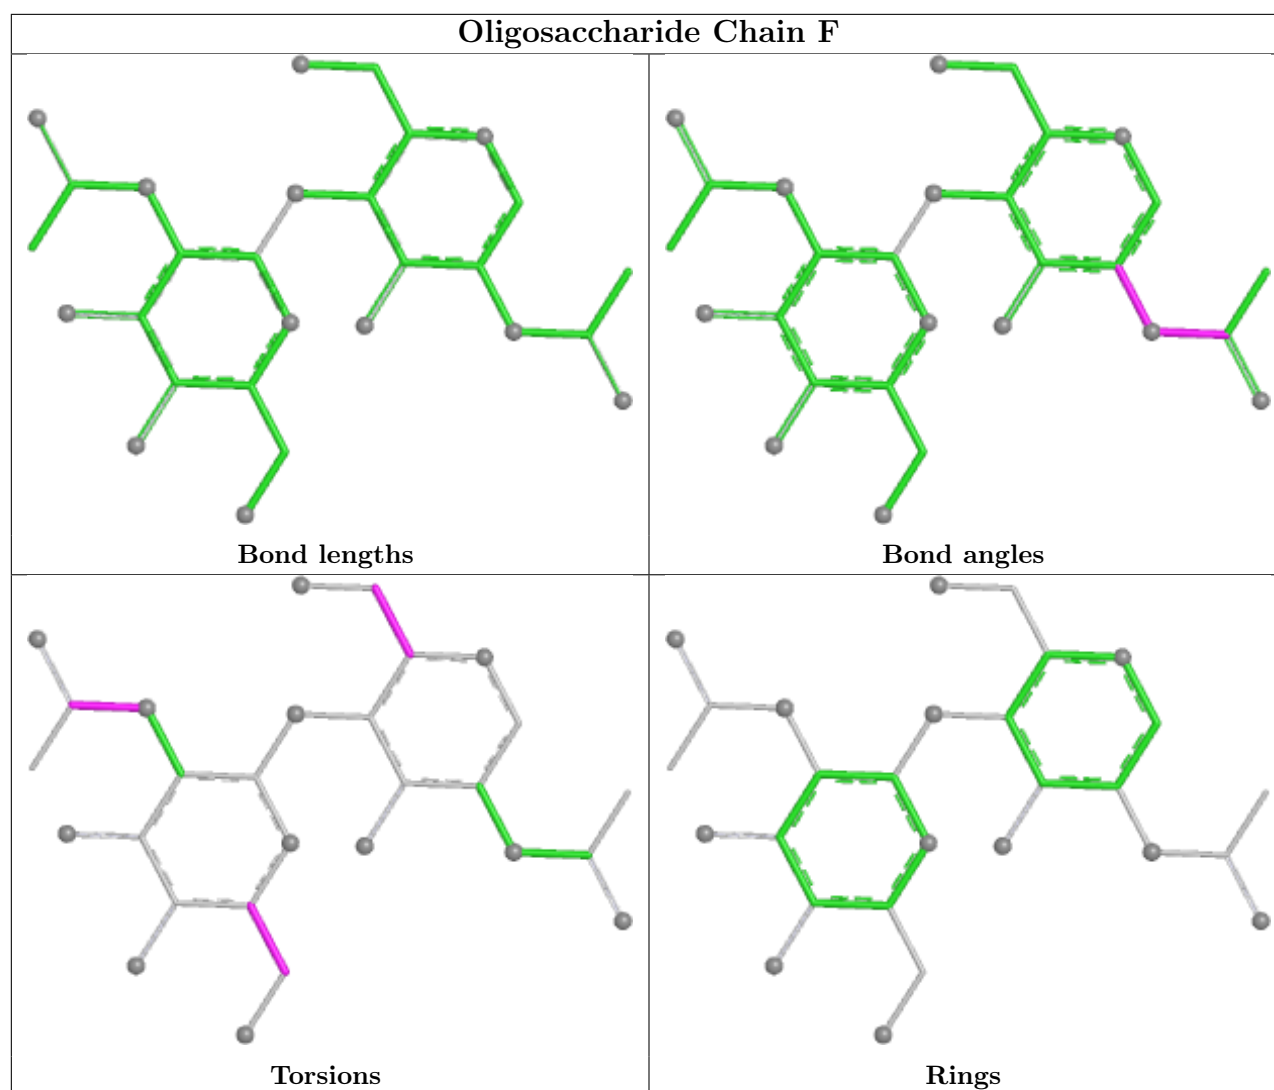 Oligosaccharide Chain F
Bond lengths
Bond angles
Torsions
Rings